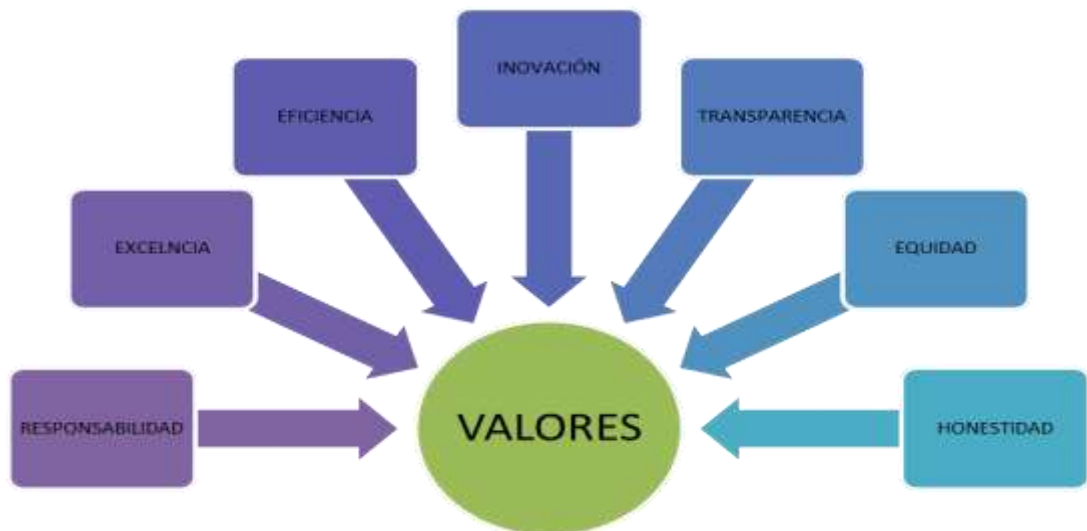 INOVACIÓN
EFICIENCIA
TRANSPARENCIA
EXCELNCIA
EQUIDAD
RESPONSABILIDAD
VALORES
HONESTIDAD